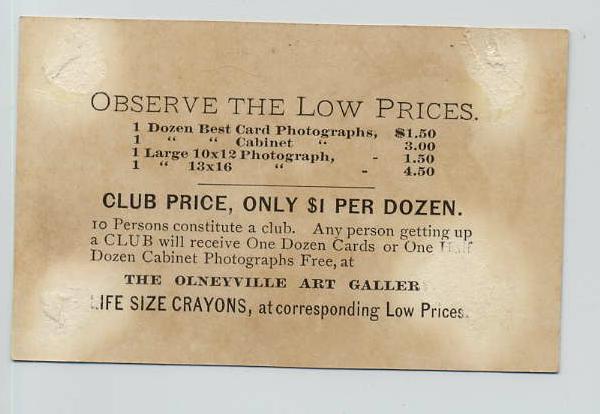 OBSERVE THE LOW PRICES.
1 Dozen Best Card Photographs, $1.50
1 “ “ Cabinet “ 3.00
1 Large 10x12 Photograph, - 1.50
1 “ 13x16 “ - 4.50
CLUB PRICE, ONLY $1 PER DOZEN.
10 Persons constitute a club. Any person getting up
a CLUB will receive One Dozen Cards or One Half
Dozen Cabinet Photographs Free, at
THE OLNEYVILLE ART GALLER
LIFE SIZE CRAYONS, at corresponding Low Prices.